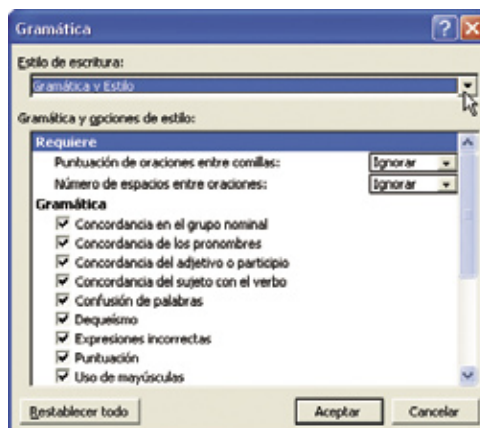 Gramática
Estilo de escritura:
Gramática y Estilo
Gramática y opciones de estilo:
Requiere
Puntuación de oraciones entre comillas: Ignorar
Número de espacios entre oraciones: Ignorar
Gramática
Concordancia en el grupo nominal
Concordancia de los pronombres
Concordancia del adjetivo o participio
Concordancia del sujeto con el verbo
Confusión de palabras
Dequeísmo
Expresiones incorrectas
Puntuación
Uso de mayúsculas
Restablecer todo Aceptar Cancelar